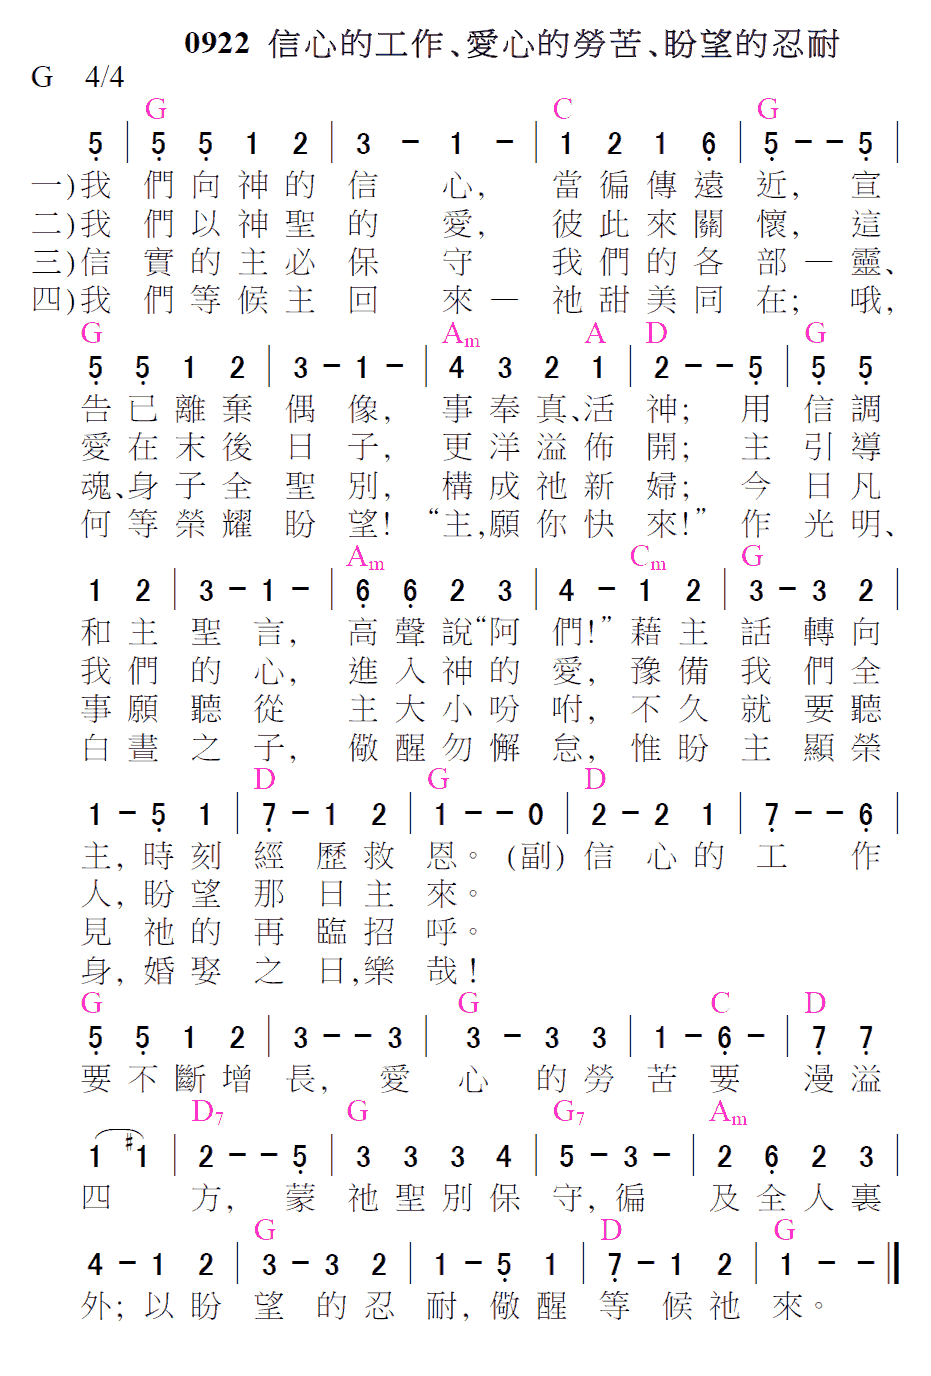 0922 信心的工作、愛心的勞苦、盼望的忍耐
G 4/4
G C G
5 | 5 5 1 2 | 3 - 1 - | 1 2 1 6 | 5 - - 5 |
一)我 們 向 神 的 信 心, 當 徧 傳 遠 近, 宣
二)我 們 以 神 聖 的 愛, 彼 此 來 關 懷, 這
三)信 實 的 主 必 保 守 我 們 的 各 部 — 靈、
四)我 們 等 候 主 回 來 — 祂 甜 美 同 在; 哦,
G Am A D G
5 5 1 2 | 3 - 1 - | 4 3 2 1 | 2 - - 5 | 5 5
告 已 離 棄 偶 像, 事 奉 真、活 神; 用 信 調
愛 在 末 後 日 子, 更 洋 溢 佈 開; 主 引 導
魂、身 子 全 聖 別, 構 成 祂 新 婦; 今 日 凡
何 等 榮 耀 盼 望! “主,願 你 快 來!” 作 光 明、
Am Cm G
1 2 | 3 - 1 - | 6 6 2 3 | 4 - 1 2 | 3 - 3 2 |
和 主 聖 言, 高 聲 說“阿 們!” 藉 主 話 轉 向
我 們 的 心, 進 入 神 的 愛, 豫 備 我 們 全
事 願 聽 從 主 大 小 吩 咐, 不 久 就 要 聽
白 晝 之 子, 儆 醒 勿 懈 怠, 惟 盼 主 顯 榮
D G D
1 - 5 1 | 7 - 1 2 | 1 - - 0 | 2 - 2 1 | 7 - - 6 |
主, 時 刻 經 歷 救 恩。 (副) 信 心 的 工 作
人, 盼 望 那 日 主 來。
見 祂 的 再 臨 招 呼。
身, 婚 娶 之 日,樂 哉!
G G C D
5 5 1 2 | 3 - - 3 | 3 - 3 3 | 1 - 6 - | 7 7
要 不 斷 增 長, 愛 心 的 勞 苦 要 漫 溢
D7 G G7 Am
1 #1 | 2 - - 5 | 3 3 3 4 | 5 - 3 - | 2 6 2 3 |
四 方, 蒙 祂 聖 別 保 守, 徧 及 全 人 裏
G D G
4 - 1 2 | 3 - 3 2 | 1 - 5 1 | 7 - 1 2 | 1 - - ||
外; 以 盼 望 的 忍 耐, 儆 醒 等 候 祂 來。